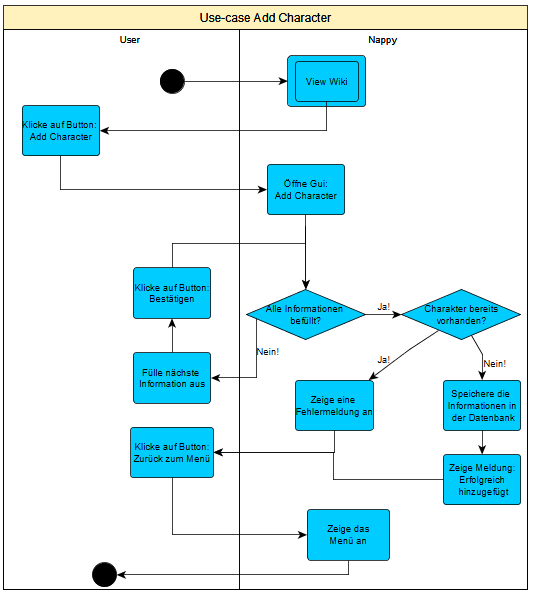 Use-case Add Character
User
Nappy
View Wiki
Klicke auf Button:
Add Character
Öffne Gui:
Add Character
Klicke auf Button:
Bestätigen
Alle Informationen
befüllt?
Ja!
Charakter bereits
vorhanden?
Nein!
Ja!
Nein!
Fülle nächste
Information aus
Zeige eine
Fehlermeldung an
Speichere die
Informationen in
der Datenbank
Klicke auf Button:
Zurück zum Menü
Zeige Meldung:
Erfolgreich
hinzugefügt
Zeige das
Menü an